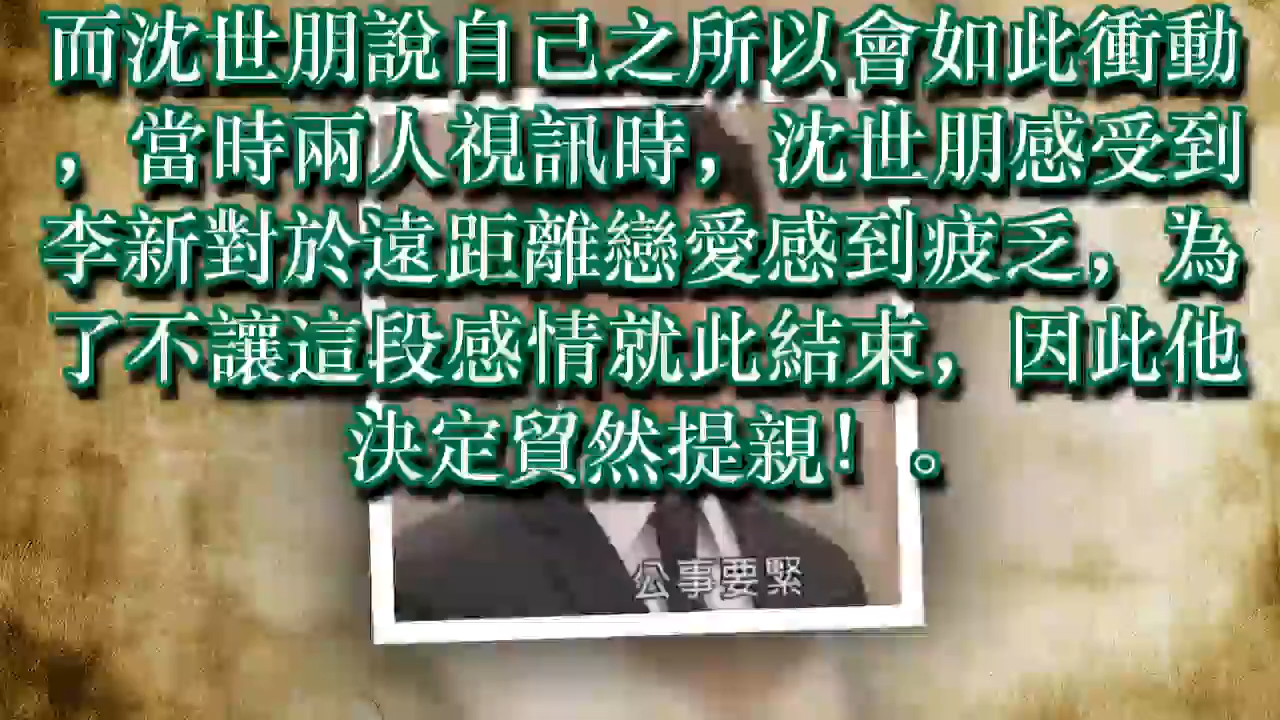 而沈世朋說自己之所以會如此衝動
，當時兩人視訊時，沈世朋感受到
李新對於遠距離戀愛感到疲乏，為
了不讓這段感情就此結束，因此他
決定貿然提親！。
公事要緊